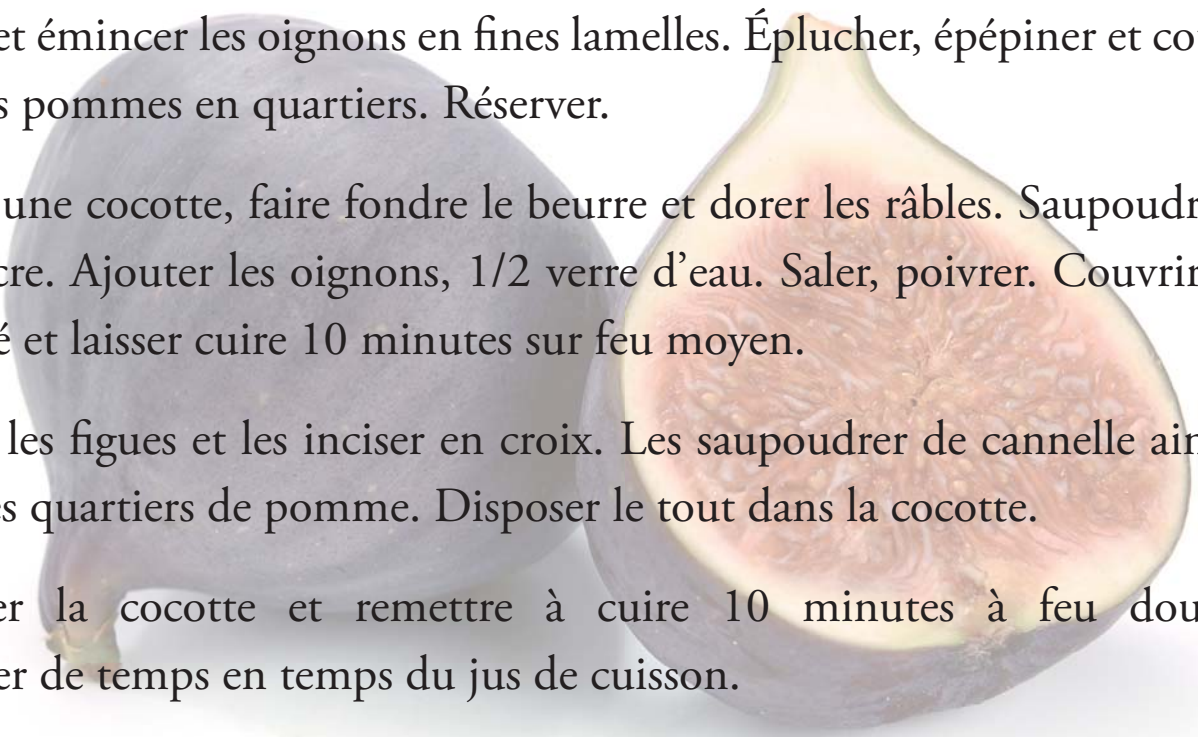 et émincer les oignons en fines lamelles. Éplucher, épépiner et co
s pommes en quartiers. Réserver.
une cocotte, faire fondre le beurre et dorer les râbles. Saupoudr
cre. Ajouter les oignons, 1/2 verre d'eau. Saler, poivrer. Couvrir
é et laisser cuire 10 minutes sur feu moyen.
les figues et les inciser en croix. Les saupoudrer de cannelle ain
es quartiers de pomme. Disposer le tout dans la cocotte.
er la cocotte et remettre à cuire 10 minutes à feu dou
er de temps en temps du jus de cuisson.